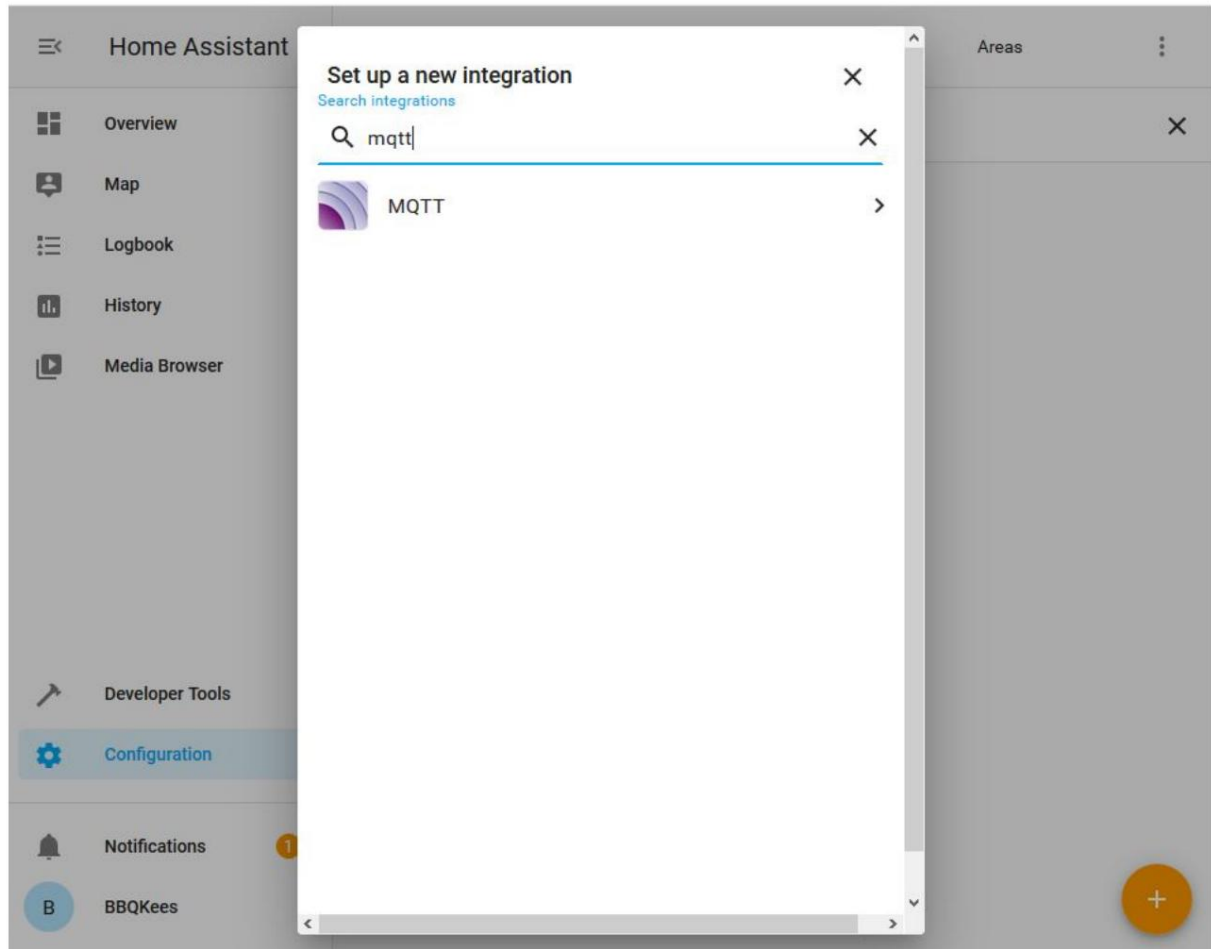 Home Assistant
Areas
Overview
Map
Logbook
History
Media Browser
Developer Tools
Configuration
Notifications
1
B
BBQKees
Set up a new integration
Search integrations
mqtt
MQTT